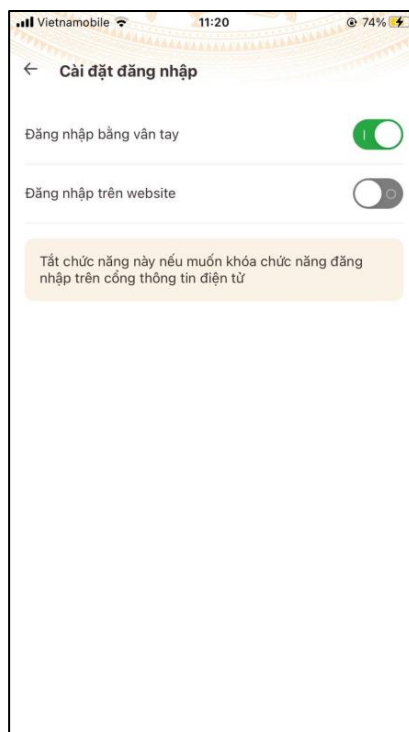 Vietnamobile 11:20 74%
Cài đặt đăng nhập
Đăng nhập bằng vân tay
Đăng nhập trên website
Tắt chức năng này nếu muốn khóa chức năng đăng
nhập trên cổng thông tin điện tử